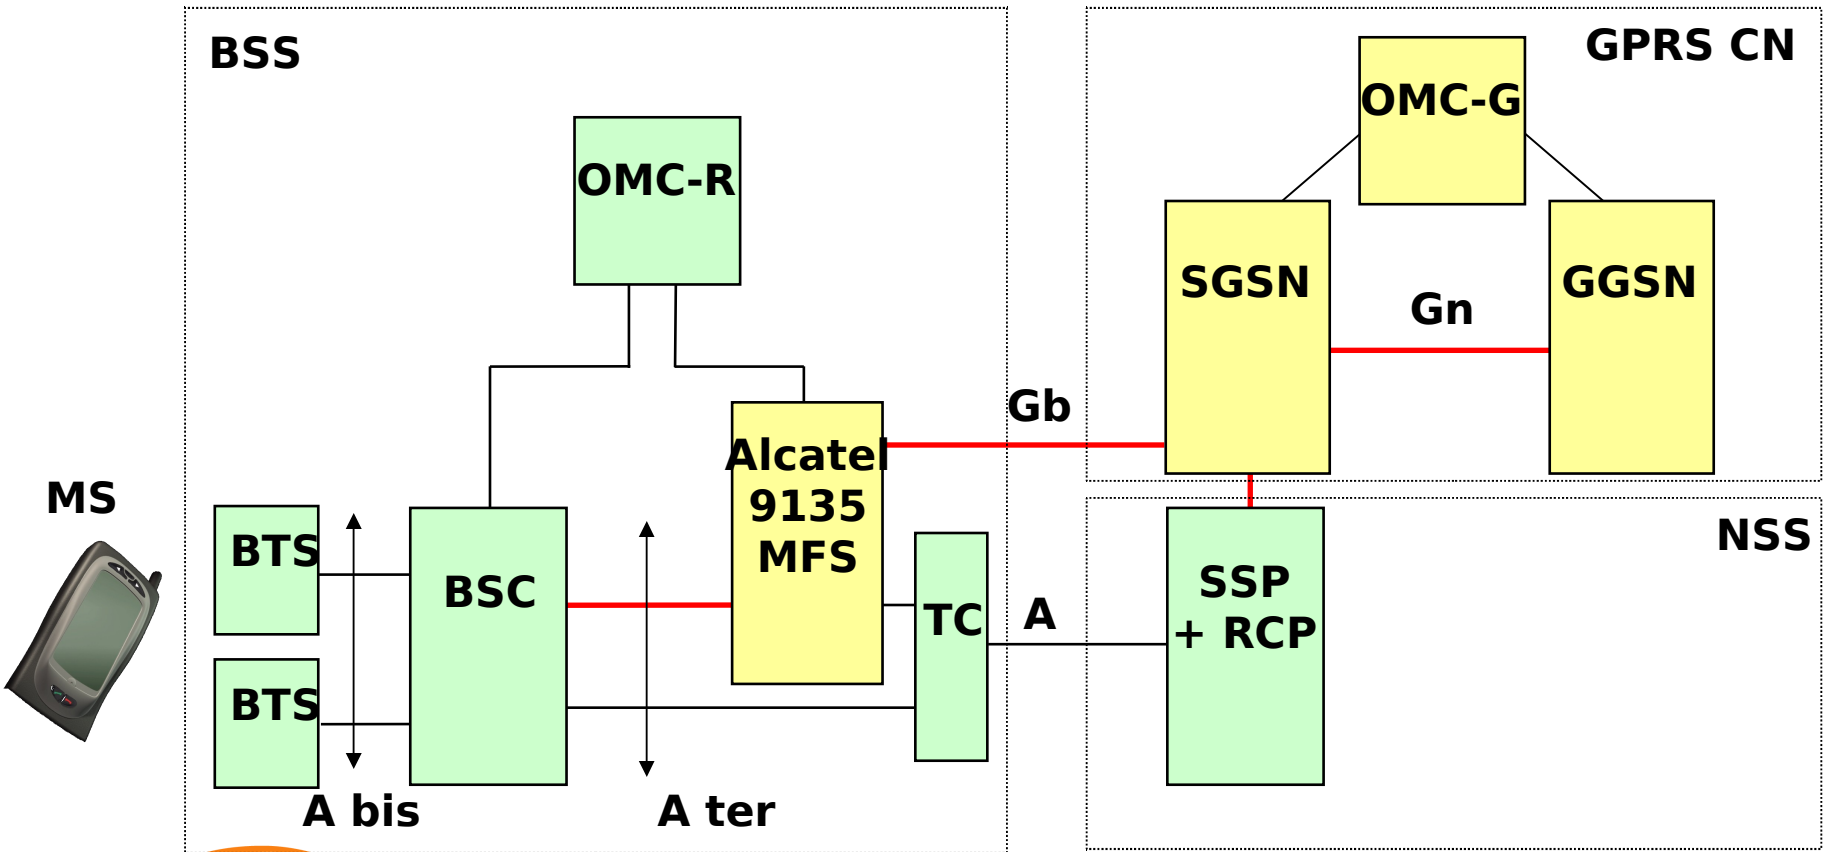 BSS
GPRS CN
OMC-G
OMC-R
SGSN
GGSN
Gn
Gb
Alcatel
9135
MFS
MS
BTS
BSC
TC
A
SSP
+ RCP
NSS
BTS
A bis
A ter